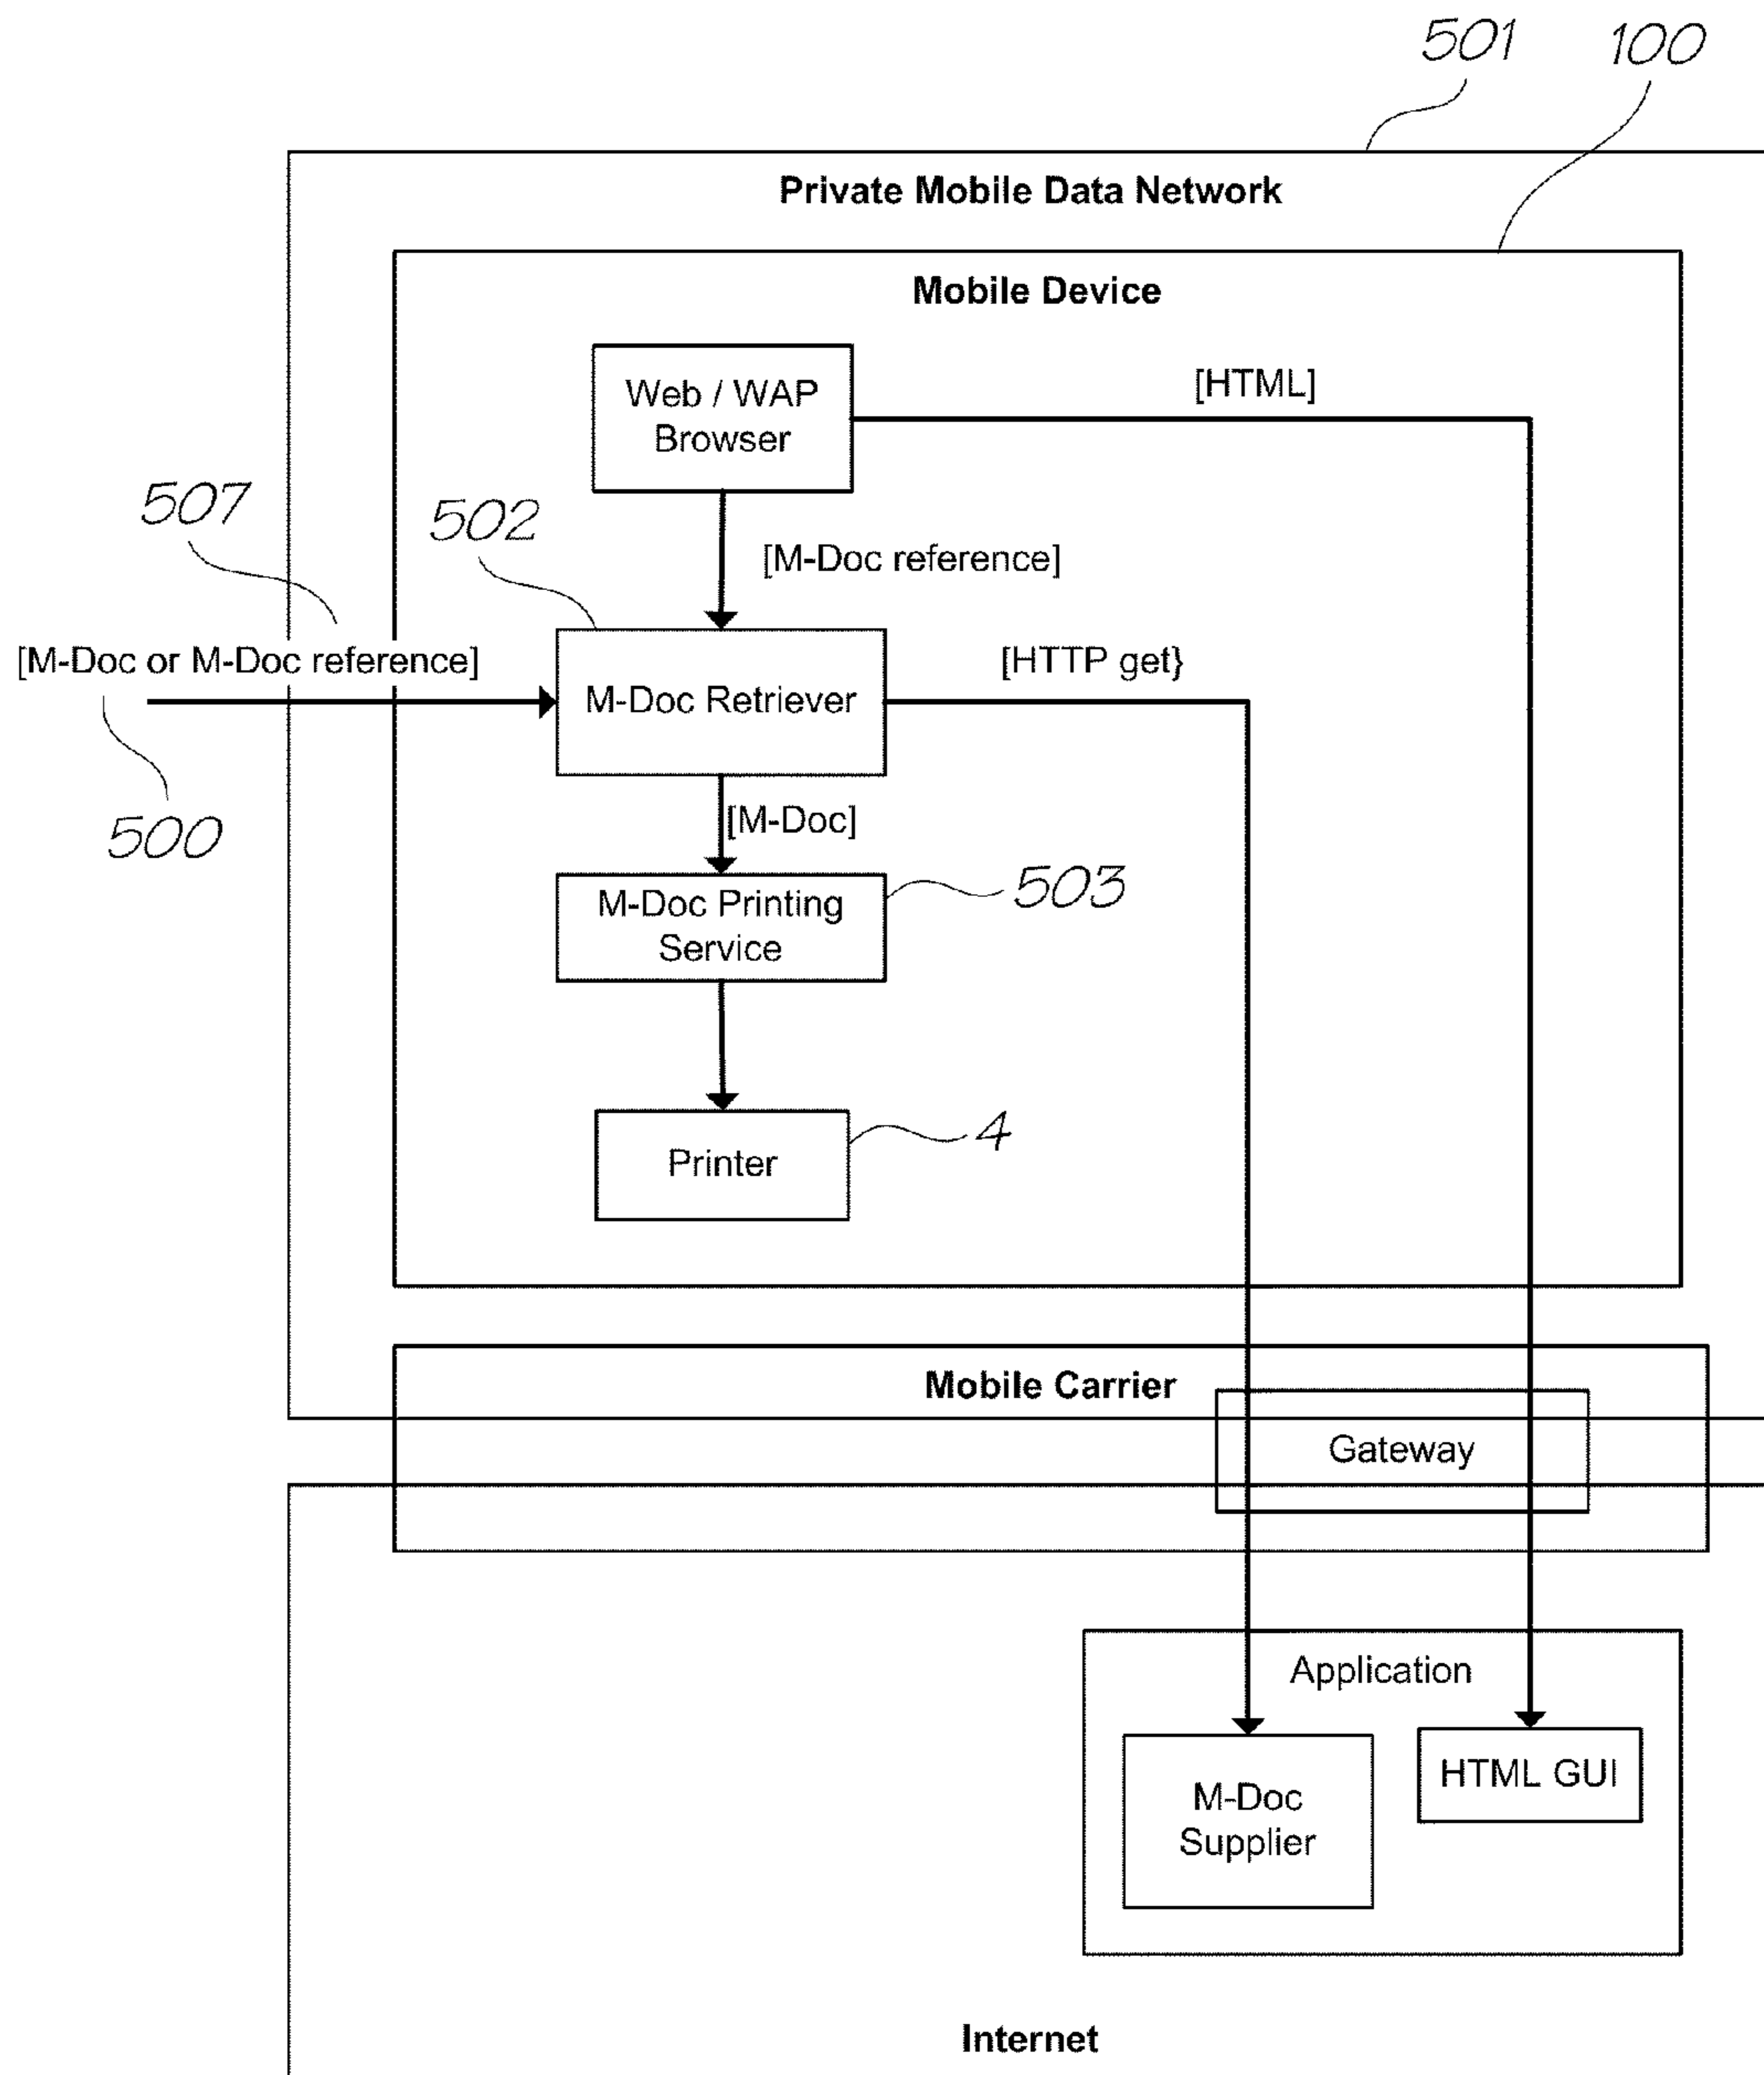 501
100
Private Mobile Data Network
Mobile Device
Web / WAP
Browser
[HTML]
507
502
[M-Doc reference]
[M-Doc or M-Doc reference]
M-Doc Retriever
[HTTP get}
500
[M-Doc]
M-Doc Printing
Service
503
Printer
4
Mobile Carrier
Gateway
Application
M-Doc
Supplier
HTML GUI
Internet